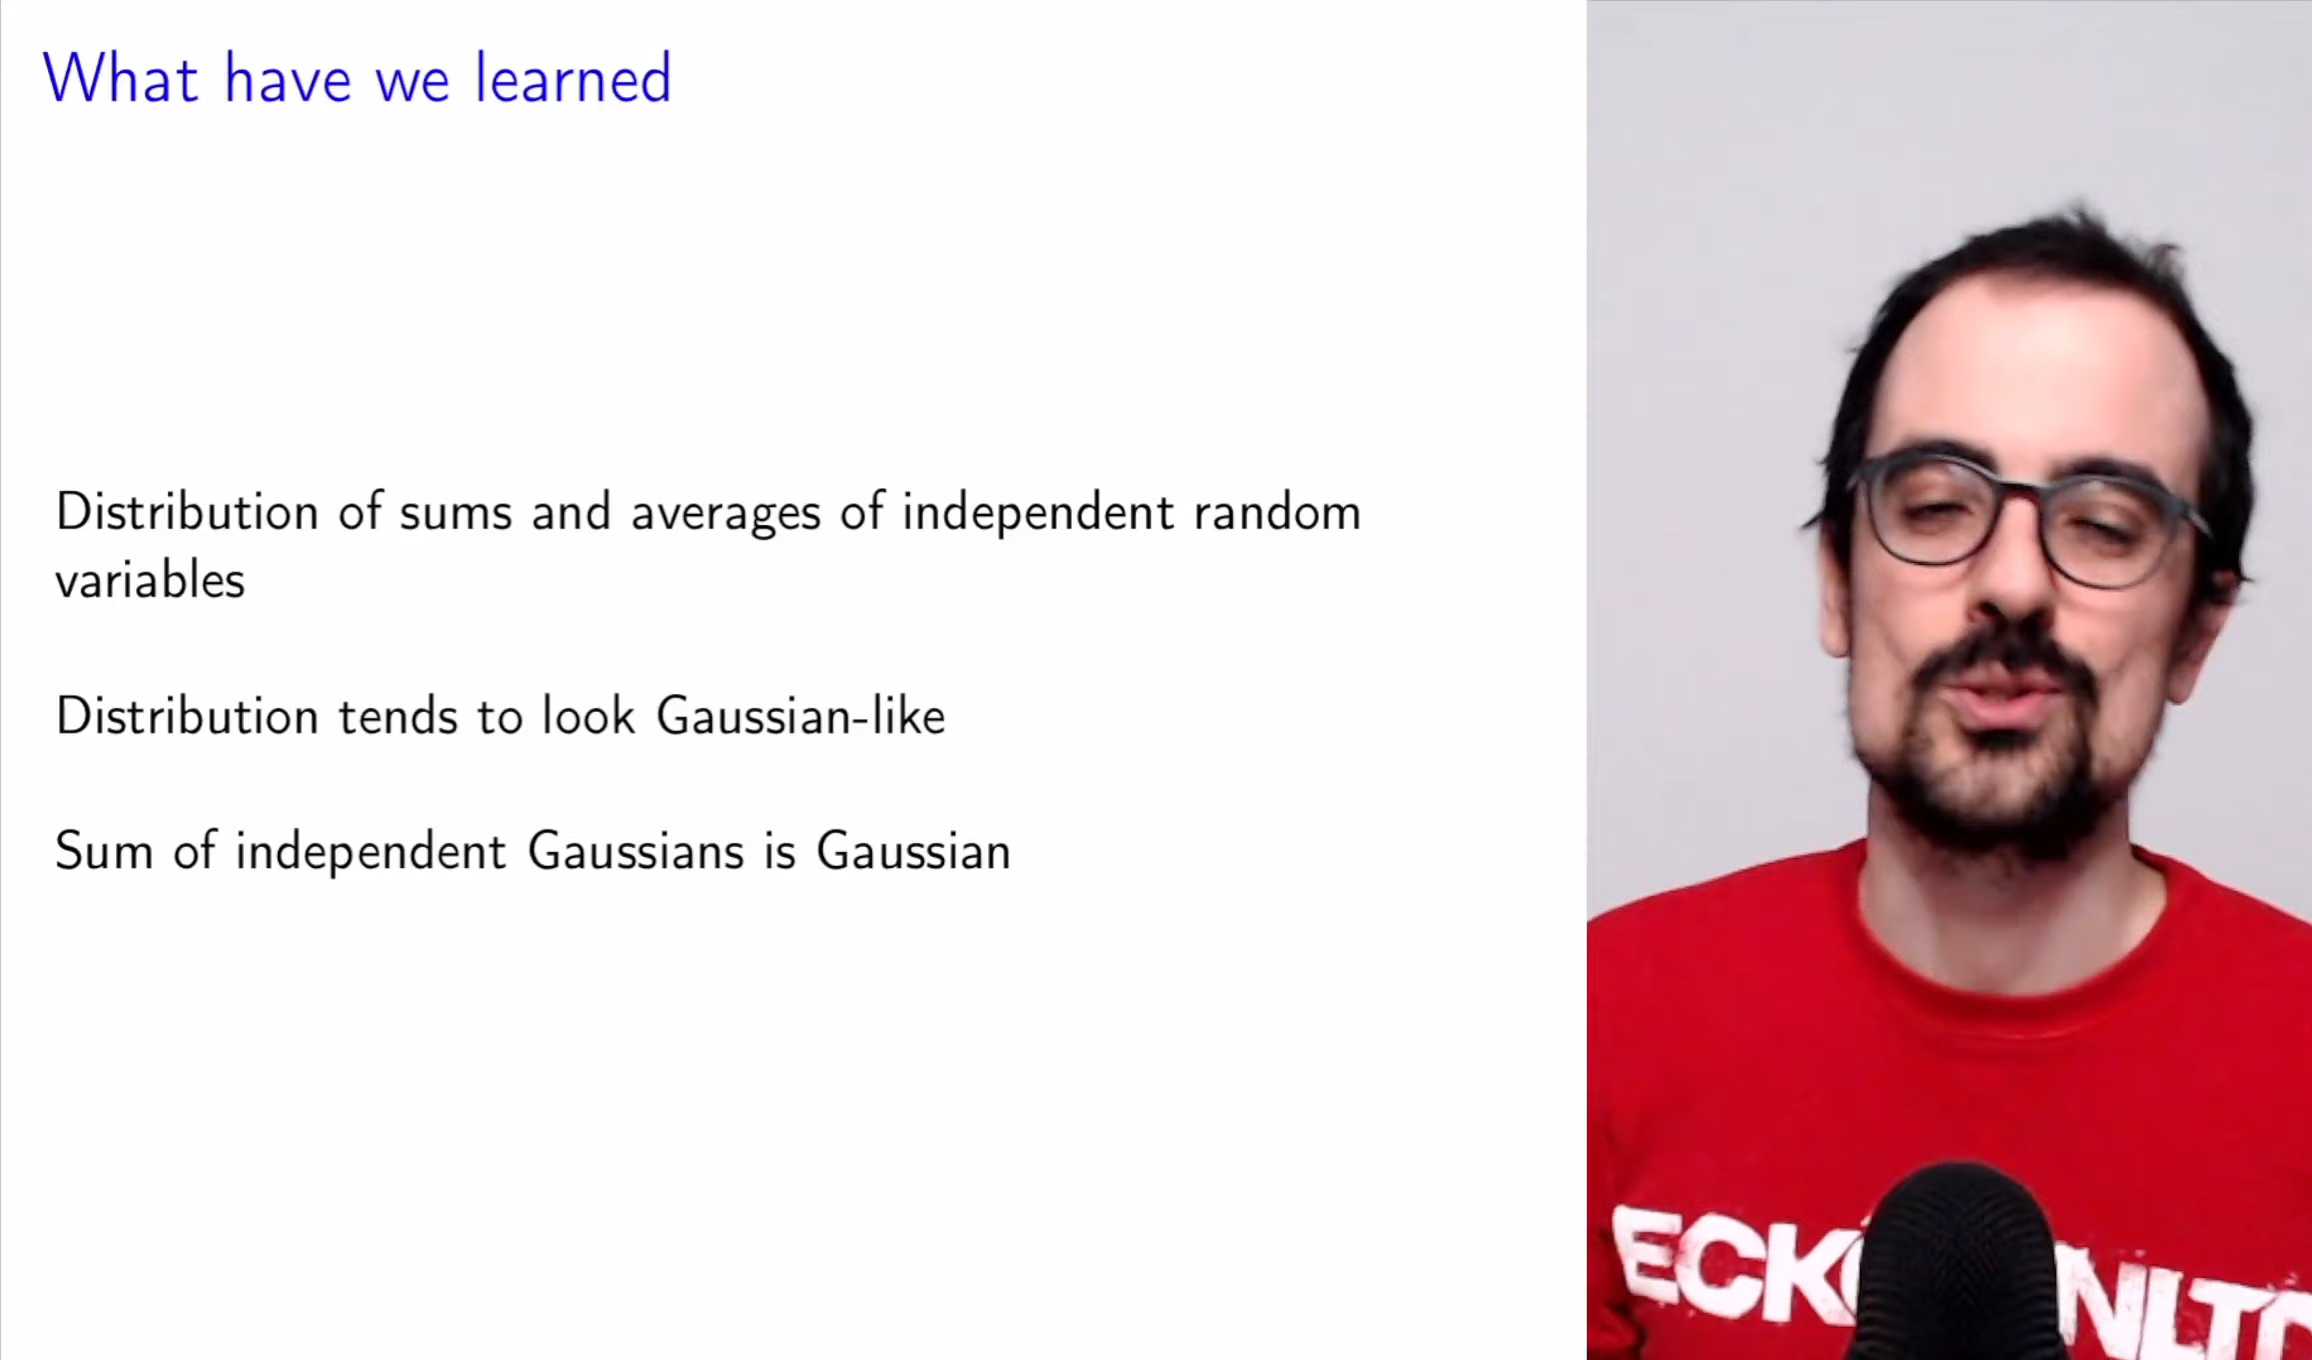 What have we learned
Distribution of sums and averages of independent random
variables
Distribution tends to look Gaussian-like
Sum of independent Gaussians is Gaussian